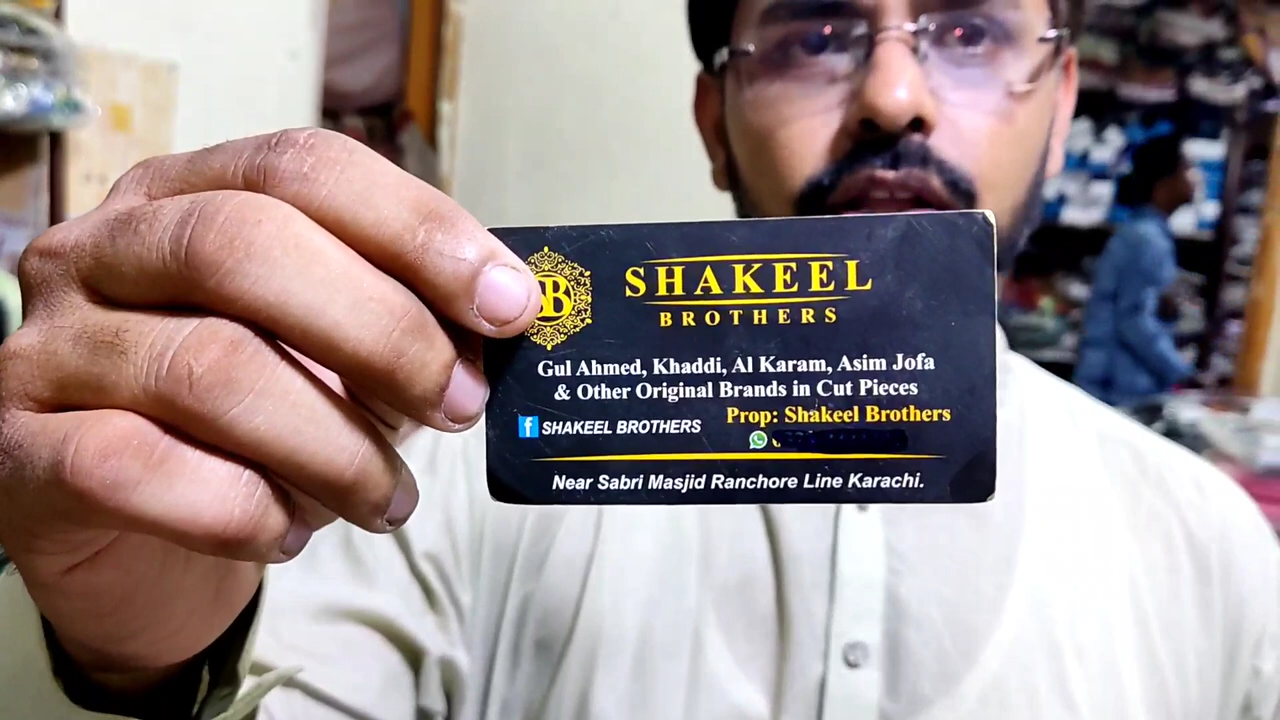 SB
SHAKEEL
BROTHERS
Gul Ahmed, Khaddi, Al Karam, Asim Jofa
& Other Original Brands in Cut Pieces
Prop: Shakeel Brothers
f SHAKEEL BROTHERS
Near Sabri Masjid Ranchore Line Karachi.